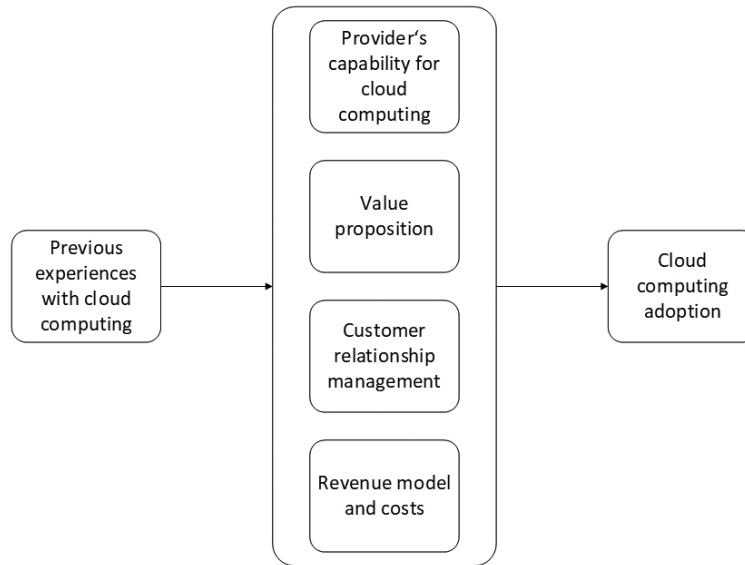 Provider‘s
capability for
cloud
computing
Value
proposition
Previous
experiences
with cloud
computing
Cloud
computing
adoption
Customer
relationship
management
Revenue model
and costs